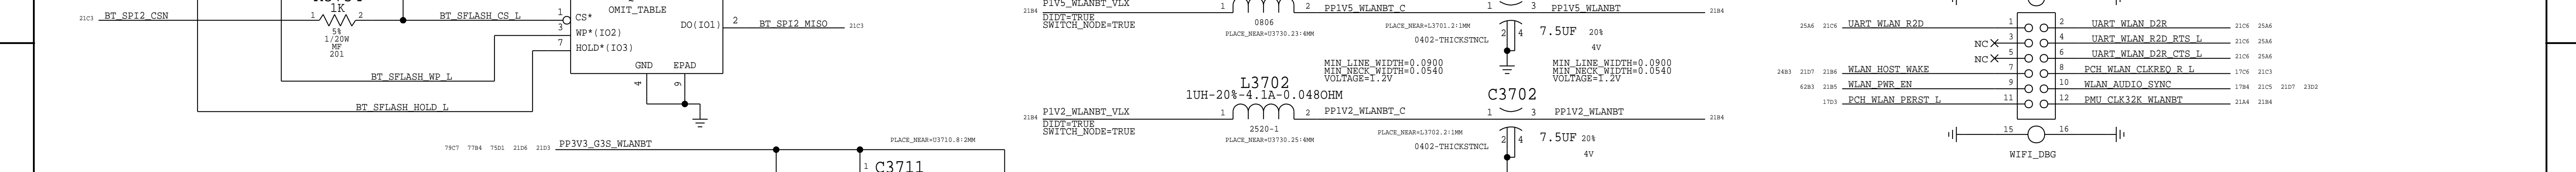 21C3 BT_SPI2_CSN
1K
1 2
5%
1/20W
MF
201
BT_SFLASH_CS_L
1
3
7
CS*
WP*(IO2)
HOLD*(IO3)
OMIT_TABLE
DO(IO1)
2 BT_SPI2_MISO 21C3
GND EPAD
4 9
BT_SFLASH_WP_L
BT_SFLASH_HOLD_L
79C7 77B4 75D1 21D6 21D3 PP3V3_G3S_WLANBT
PLACE_NEAR=U3710.8:2MM
1 C3711
P1V5_WLANBT_VLX
21B4
DIDT=TRUE
SWITCH_NODE=TRUE
1 2
0806
PLACE_NEAR=U3730.23:4MM
PP1V5_WLANBT_C
1 3 PP1V5_WLANBT 21B4
PLACE_NEAR=L3701.2:1MM
0402-THICKSTNCL
2 4
7.5UF 20%
4V
MIN_LINE_WIDTH=0.0900
MIN_NECK_WIDTH=0.0540
VOLTAGE=1.2V
MIN_LINE_WIDTH=0.0900
MIN_NECK_WIDTH=0.0540
VOLTAGE=1.2V
L3702
1UH-20%-4.1A-0.048OHM
C3702
21B4 P1V2_WLANBT_VLX
DIDT=TRUE
SWITCH_NODE=TRUE
1 2
2520-1
PLACE_NEAR=U3730.25:4MM
PP1V2_WLANBT_C
1 3 PP1V2_WLANBT 21B4
PLACE_NEAR=L3702.2:1MM
0402-THICKSTNCL
2 4
7.5UF 20%
4V
25A6 21C6 UART_WLAN_R2D 1 2 UART_WLAN_D2R 21C6 25A6
NC 3 4 UART_WLAN_R2D_RTS_L 21C6 25A6
NC 5 6 UART_WLAN_D2R_CTS_L 21C6 25A6
24B3 21D7 21B6 WLAN_HOST_WAKE 7 8 PCH_WLAN_CLKREQ_R_L 17C6 21C3
62B3 21B5 WLAN_PWR_EN 9 10 WLAN_AUDIO_SYNC 17B4 21C5 21D7 23D2
17D3 PCH_WLAN_PERST_L 11 12 PMU_CLK32K_WLANBT 21A4 21B4
15 16
WIFI_DBG